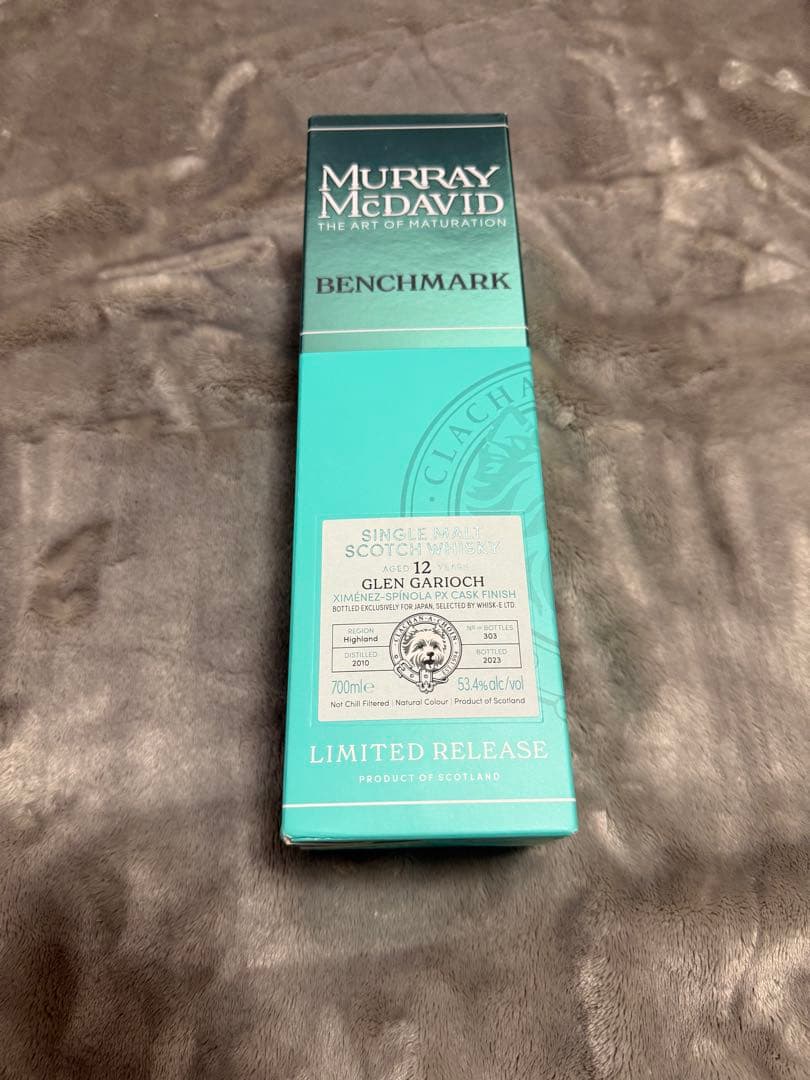 MURRAY
McDAVID
THE ART OF MATURATION
BENCHMARK
CLACHAN
SINGLE MALT
SCOTCH WHISKY
AGED 12 YEARS
GLEN GARIOCH
XIMÉNEZ-SPÍNOLA PX CASK FINISH
BOTTLED EXCLUSIVELY FOR JAPAN, SELECTED BY WHISK-E LTD.
REGION
Highland
DISTILLED
2010
CLACHAN·A·CHOIN
Nº OF BOTTLES
303
BOTTLED
2023
700ml e
53.4% alc/vol
Not Chill Filtered | Natural Colour | Product of Scotland
LIMITED RELEASE
PRODUCT OF SCOTLAND